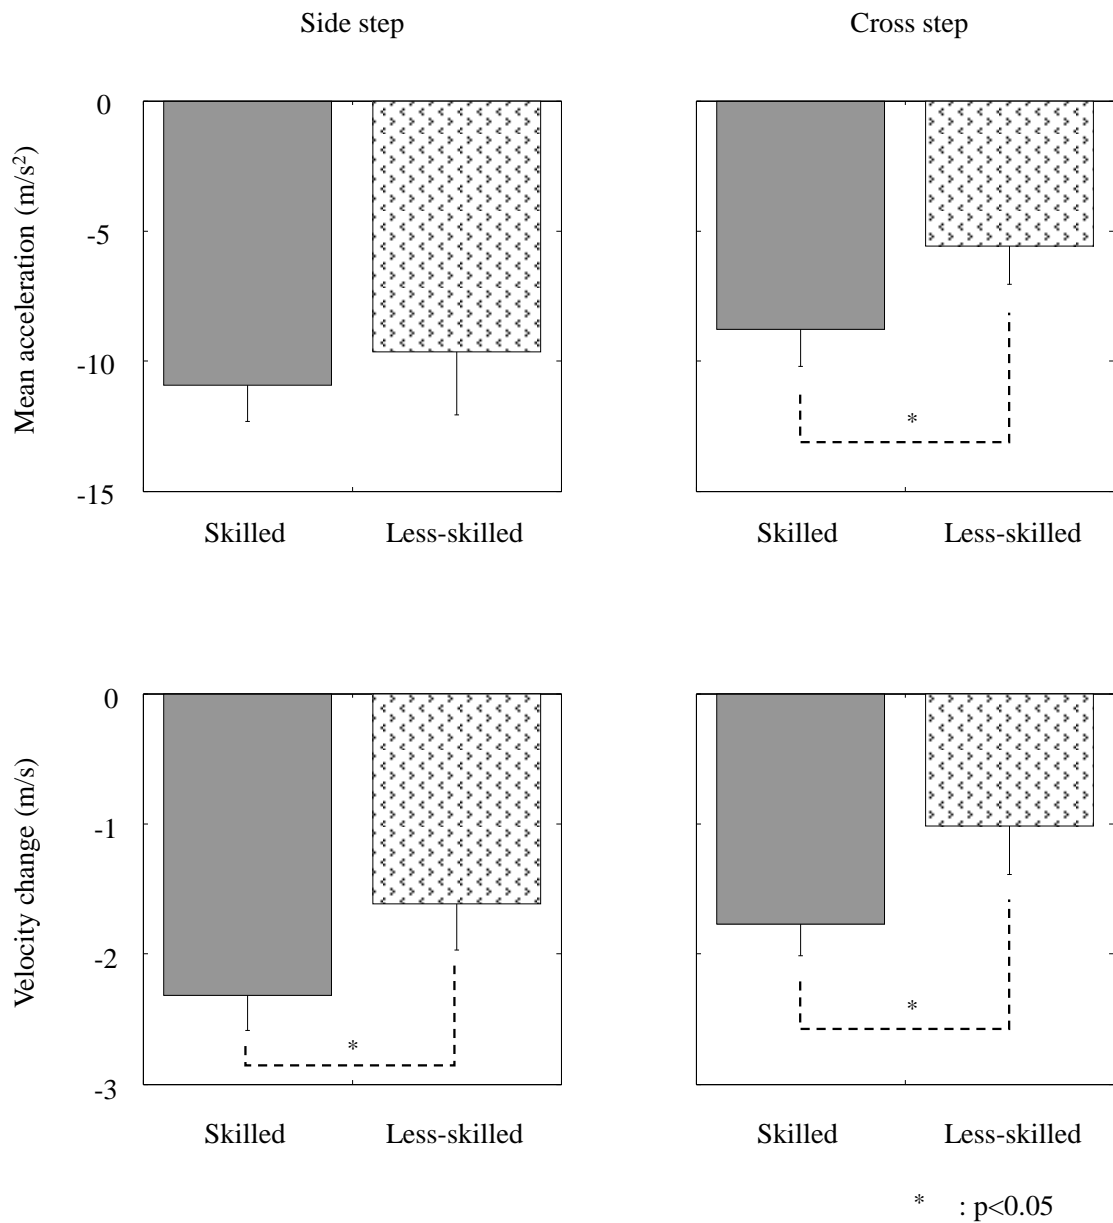 Side step
Cross step
Mean acceleration (m/s²)
0
-5
-10
-15
*
Skilled
Less-skilled
Skilled
Less-skilled
Velocity change (m/s)
0
-1
-2
-3
*
*
Skilled
Less-skilled
Skilled
Less-skilled
* : p<0.05